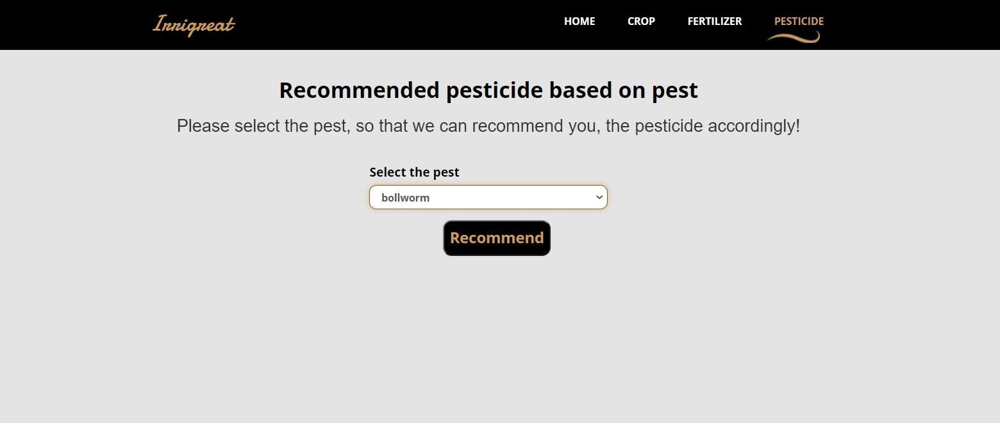 Irrigreat
HOME CROP FERTILIZER PESTICIDE
Recommended pesticide based on pest
Please select the pest, so that we can recommend you, the pesticide accordingly!
Select the pest
bollworm
Recommend